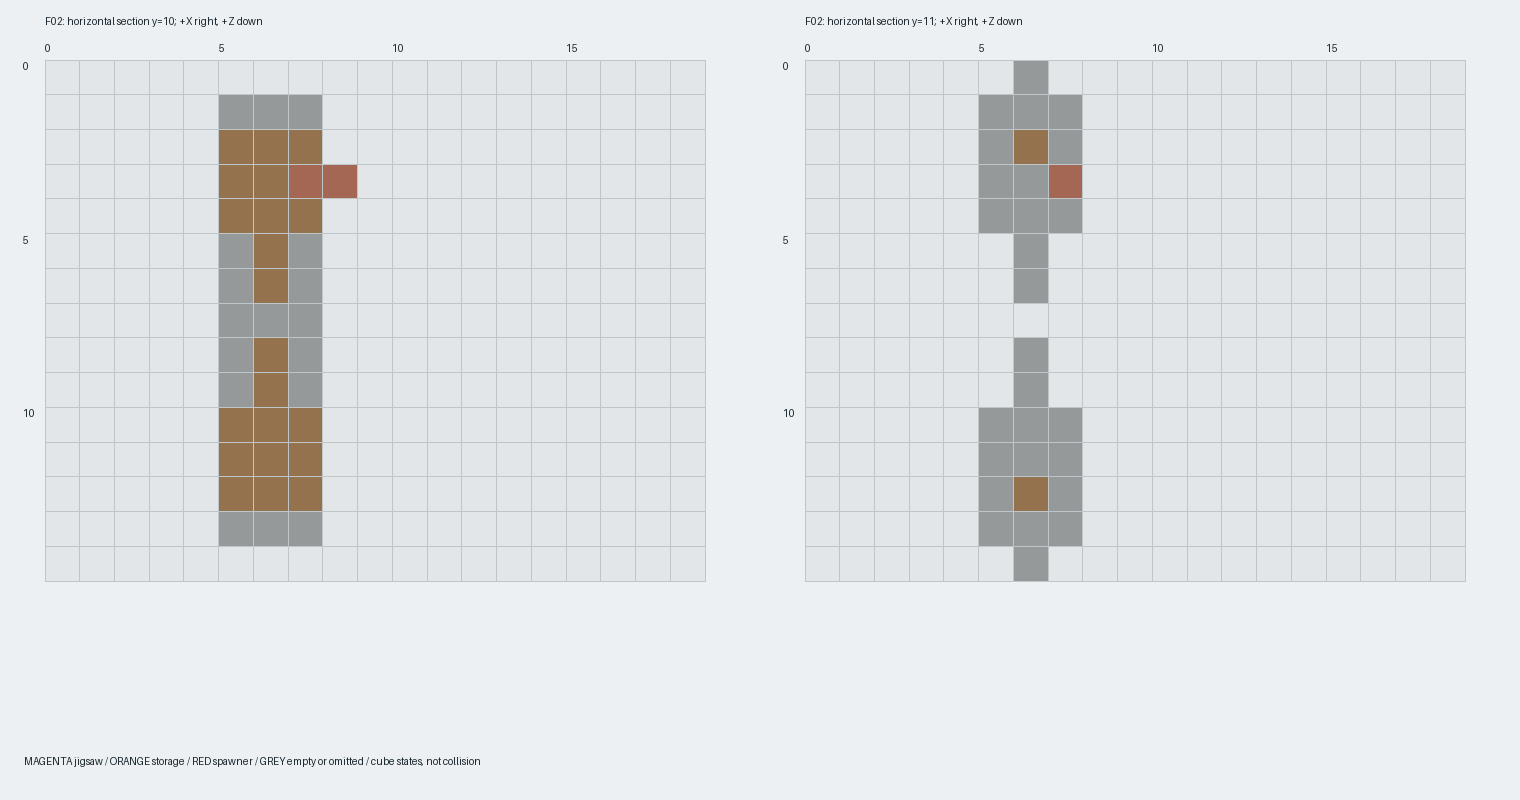 F02: horizontal section y=10; +X right, +Z down
0 5 10 15
0
5
10
F02: horizontal section y=11; +X right, +Z down
0 5 10 15
0
5
10
MAGENTA jigsaw / ORANGE storage / RED spawner / GREY empty or omitted / cube states, not collision